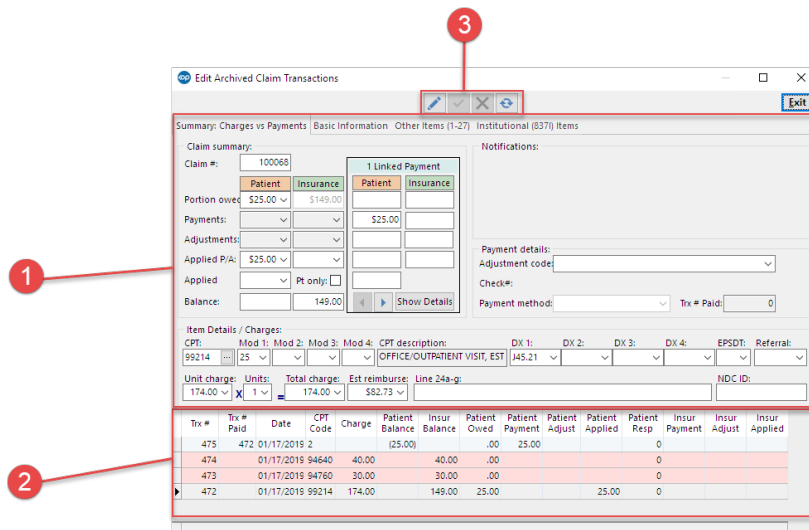 3
Edit Archived Claim Transactions
Exit
Summary: Charges vs Payments Basic Information Other Items (1-27) Institutional (837I) Items
Claim summary:
Notifications:
Claim #: 100068
1 Linked Payment
Patient Insurance
Patient Insurance
Portion owed $25.00 $149.00
Payments: $25.00
Adjustments:
Payment details:
Applied P/A: $25.00
Adjustment code:
Applied Pt only:
Check#:
Balance: 149.00 Show Details
Payment method: Trx # Paid: 0
1
Item Details / Charges:
CPT: Mod 1: Mod 2: Mod 3: Mod 4: CPT description: DX 1: DX 2: DX 3: DX 4: EPSDT: Referral:
99214 ... 25 OFFICE/OUTPATIENT VISIT, EST J45.21
Unit charge: Units: Total charge: Est reimburse: Line 24a-g: NDC ID:
174.00 x 1 = 174.00 $82.73
Trx # Trx # Paid Date CPT Code Charge Patient Balance Insur Balance Patient Owed Patient Payment Patient Adjust Patient Applied Patient Resp Insur Payment Insur Adjust Insur Applied
475 472 01/17/2019 2 (25.00) .00 25.00 0
474 01/17/2019 94640 40.00 40.00 .00 0
473 01/17/2019 94760 30.00 30.00 .00 0
472 01/17/2019 99214 174.00 149.00 25.00 25.00 0
2